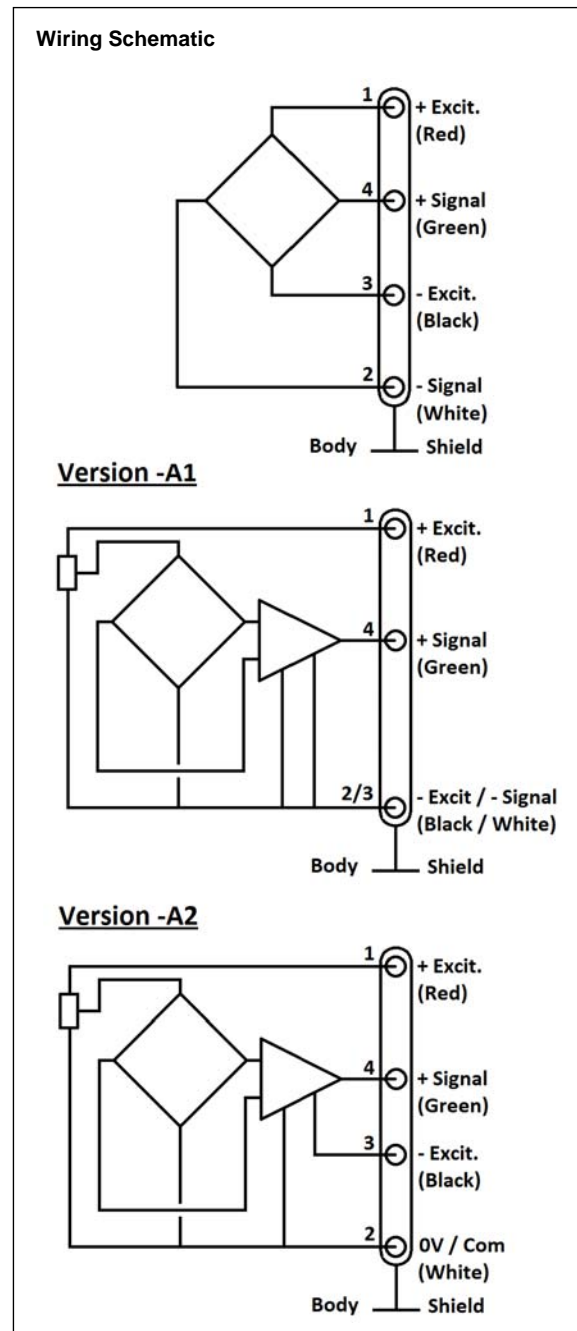 Wiring Schematic
1
+ Excit.
(Red)
4
+ Signal
(Green)
3
- Excit.
(Black)
2
- Signal
(White)
Body
Shield
Version -A1
1
+ Excit.
(Red)
4
+ Signal
(Green)
2/3
- Excit / - Signal
(Black / White)
Body
Shield
Version -A2
1
+ Excit.
(Red)
4
+ Signal
(Green)
3
- Excit.
(Black)
2
0V / Com
(White)
Body
Shield